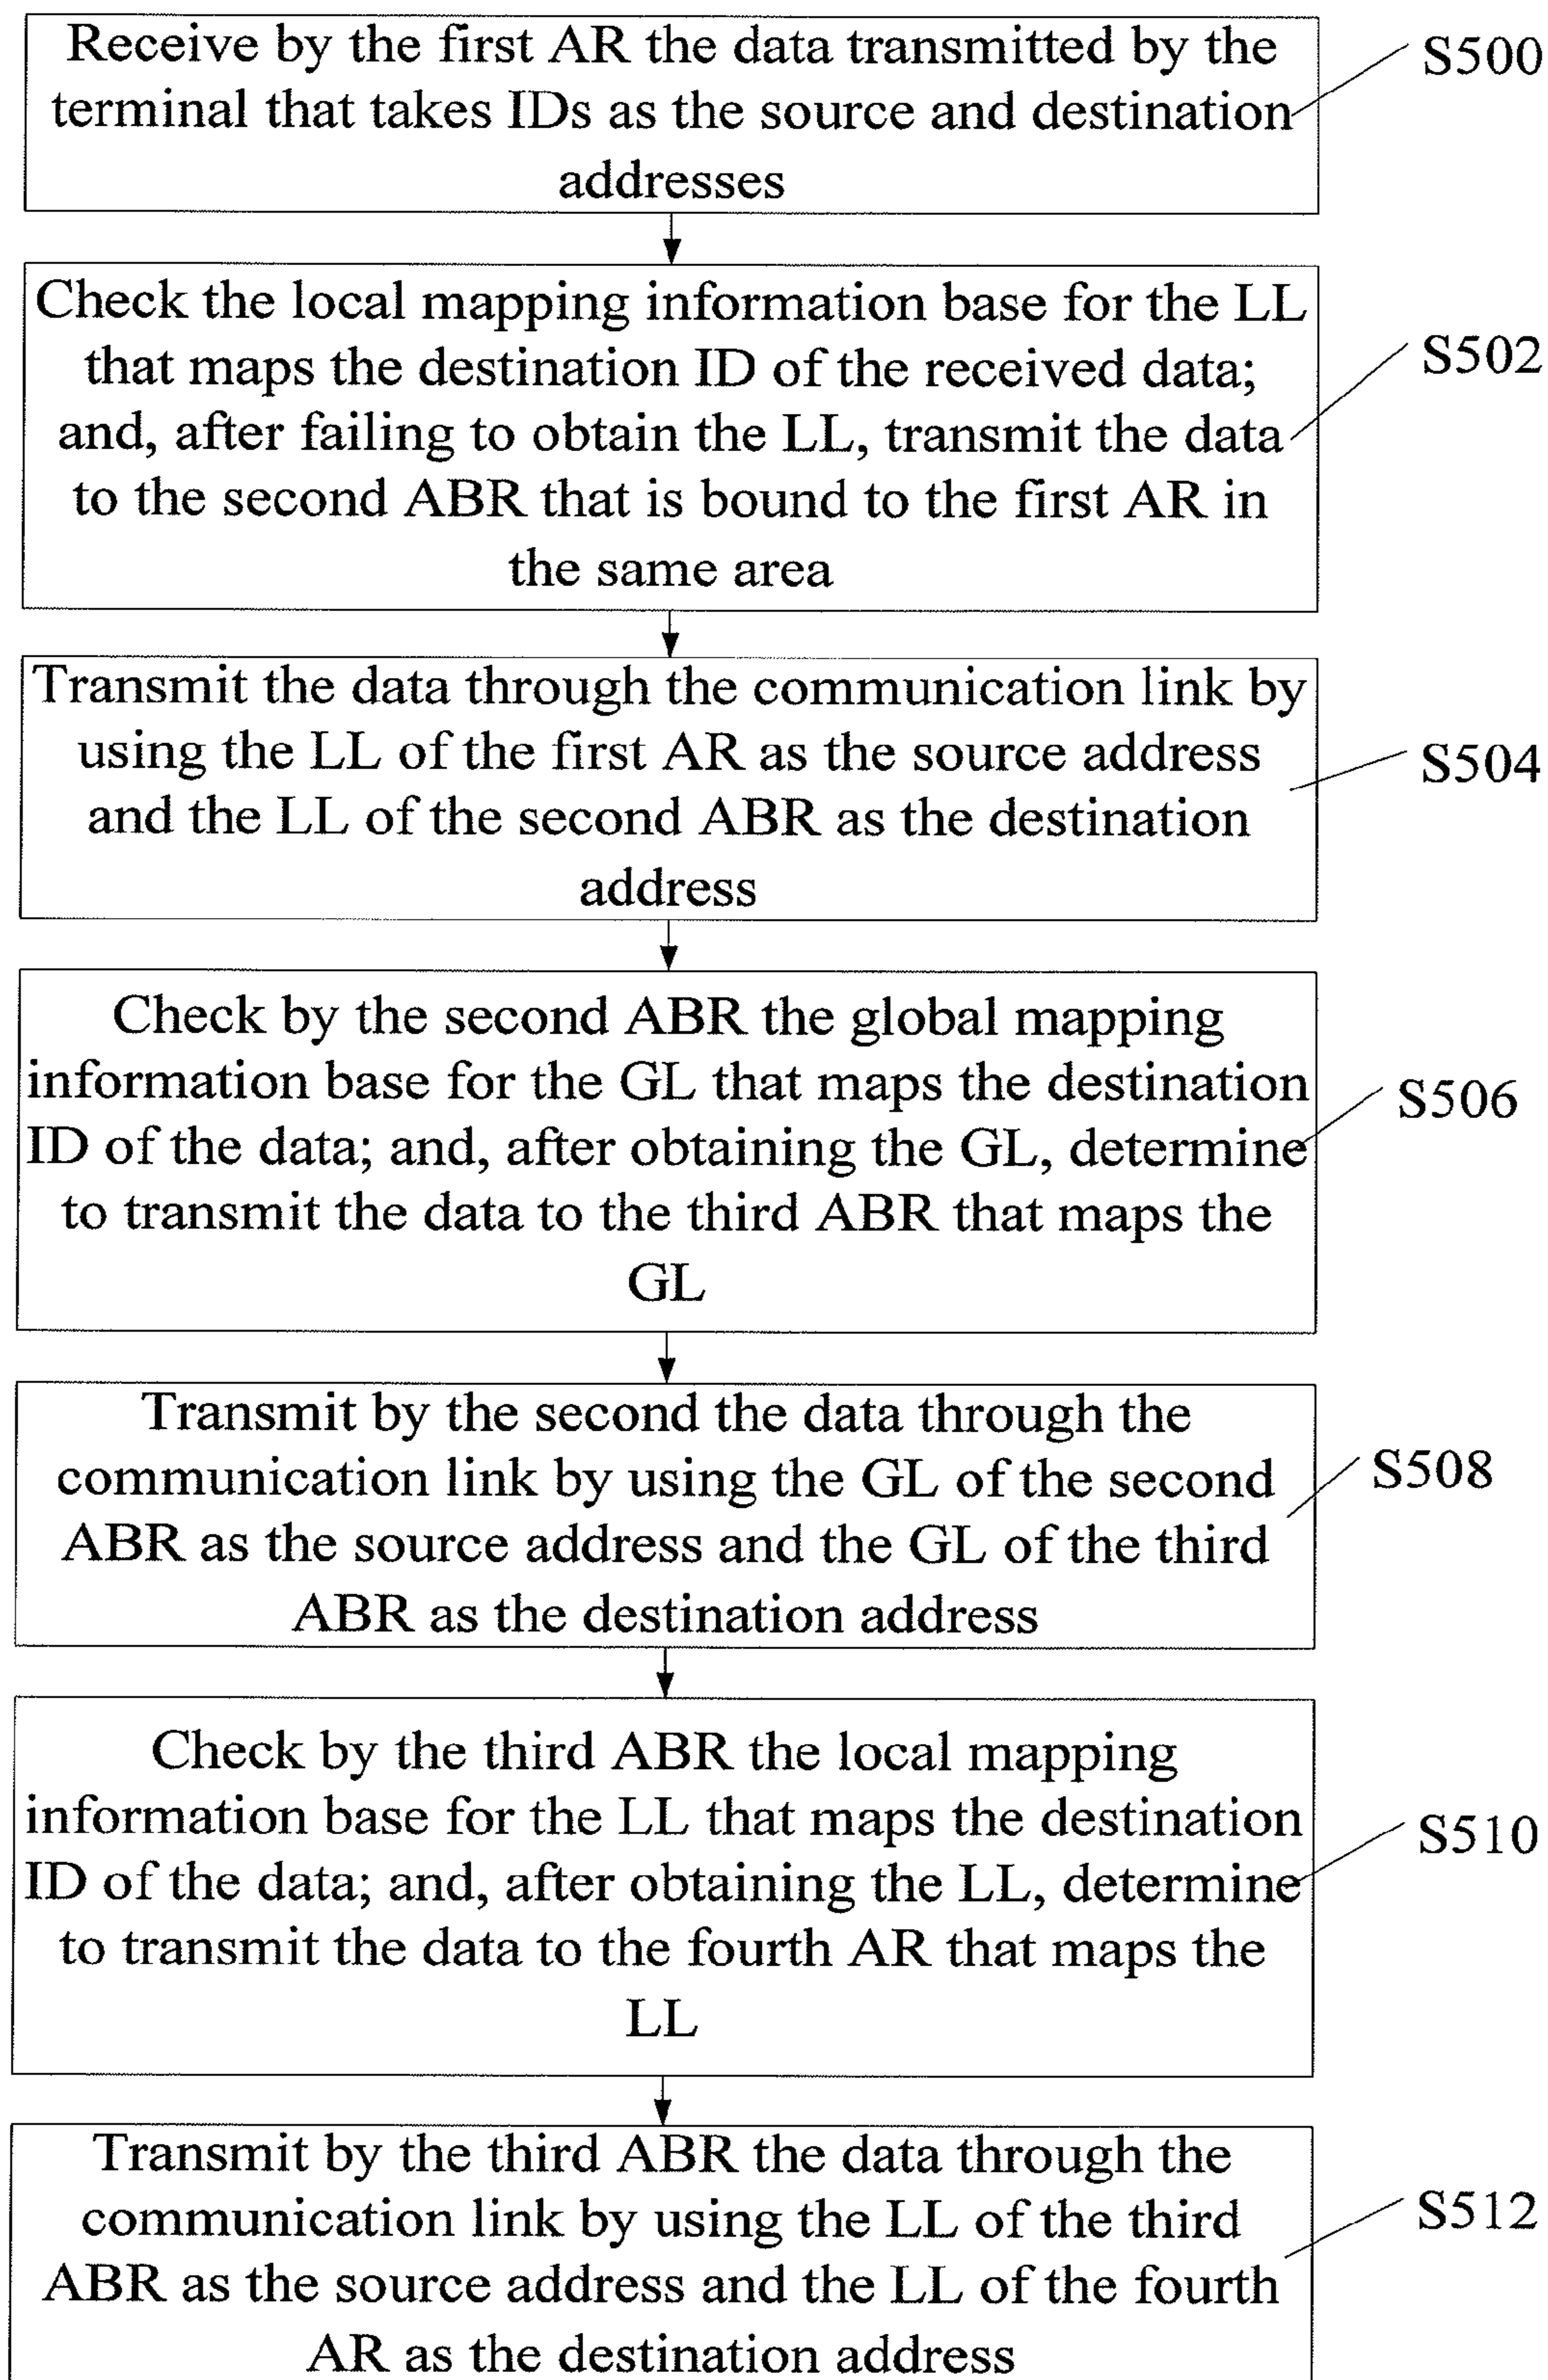 Receive by the first AR the data transmitted by the
terminal that takes IDs as the source and destination
addresses
S500
Check the local mapping information base for the LL
that maps the destination ID of the received data;
and, after failing to obtain the LL, transmit the data
to the second ABR that is bound to the first AR in
the same area
S502
Transmit the data through the communication link by
using the LL of the first AR as the source address
and the LL of the second ABR as the destination
address
S504
Check by the second ABR the global mapping
information base for the GL that maps the destination
ID of the data; and, after obtaining the GL, determine
to transmit the data to the third ABR that maps the
GL
S506
Transmit by the second the data through the
communication link by using the GL of the second
ABR as the source address and the GL of the third
ABR as the destination address
S508
Check by the third ABR the local mapping
information base for the LL that maps the destination
ID of the data; and, after obtaining the LL, determine
to transmit the data to the fourth AR that maps the
LL
S510
Transmit by the third ABR the data through the
communication link by using the LL of the third
ABR as the source address and the LL of the fourth
AR as the destination address
S512